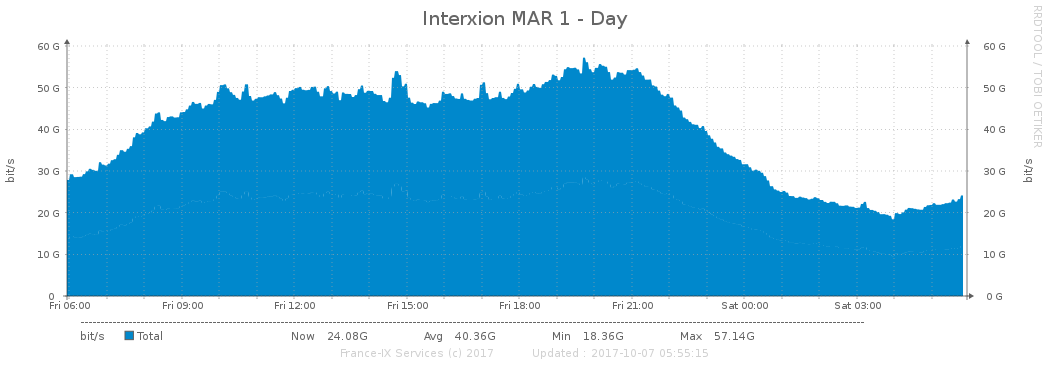 Interxion MAR 1 - Day
RRDTOOL / TOBI OETIKER
60 G 60 G
50 G 50 G
40 G 40 G
30 G 30 G
20 G 20 G
10 G 10 G
0 0 G
bit/s bit/s
Fri 06:00 Fri 09:00 Fri 12:00 Fri 15:00 Fri 18:00 Fri 21:00 Sat 00:00 Sat 03:00
bit/s Total Now 24.08G Avg 40.36G Min 18.36G Max 57.14G
France-IX Services (c) 2017 Updated : 2017-10-07 05:55:15